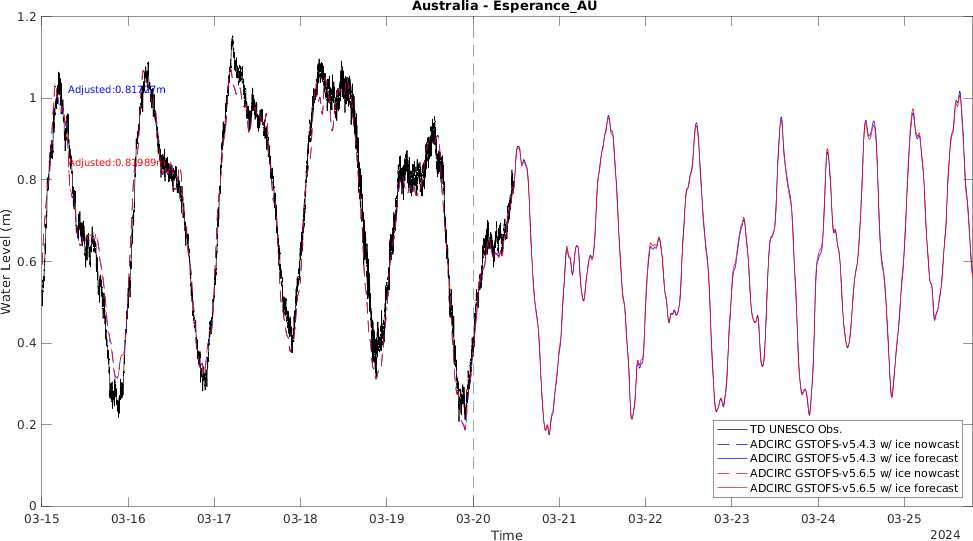 Australia - Esperance_AU
1.2
1
0.8
0.6
0.4
0.2
0
Water Level (m)
Adjusted:0.81727m
Adjusted:0.81989m
TD UNESCO Obs.
ADCIRC GSTOFS-v5.4.3 w/ ice nowcast
ADCIRC GSTOFS-v5.4.3 w/ ice forecast
ADCIRC GSTOFS-v5.6.5 w/ ice nowcast
ADCIRC GSTOFS-v5.6.5 w/ ice forecast
03-15 03-16 03-17 03-18 03-19 03-20 03-21 03-22 03-23 03-24 03-25
Time
2024